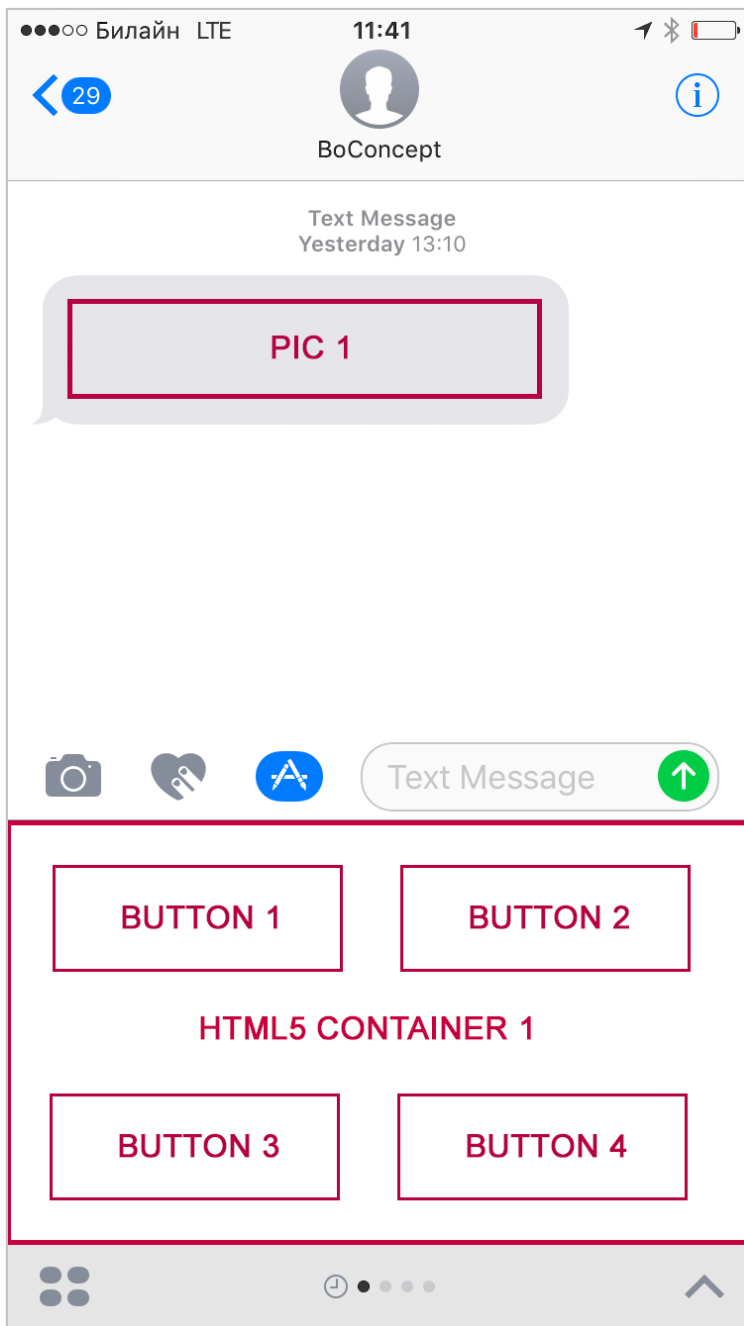 Билайн LTE 11:41
29
i
BoConcept
Text Message
Yesterday 13:10
PIC 1
Text Message
BUTTON 1 BUTTON 2
HTML5 CONTAINER 1
BUTTON 3 BUTTON 4